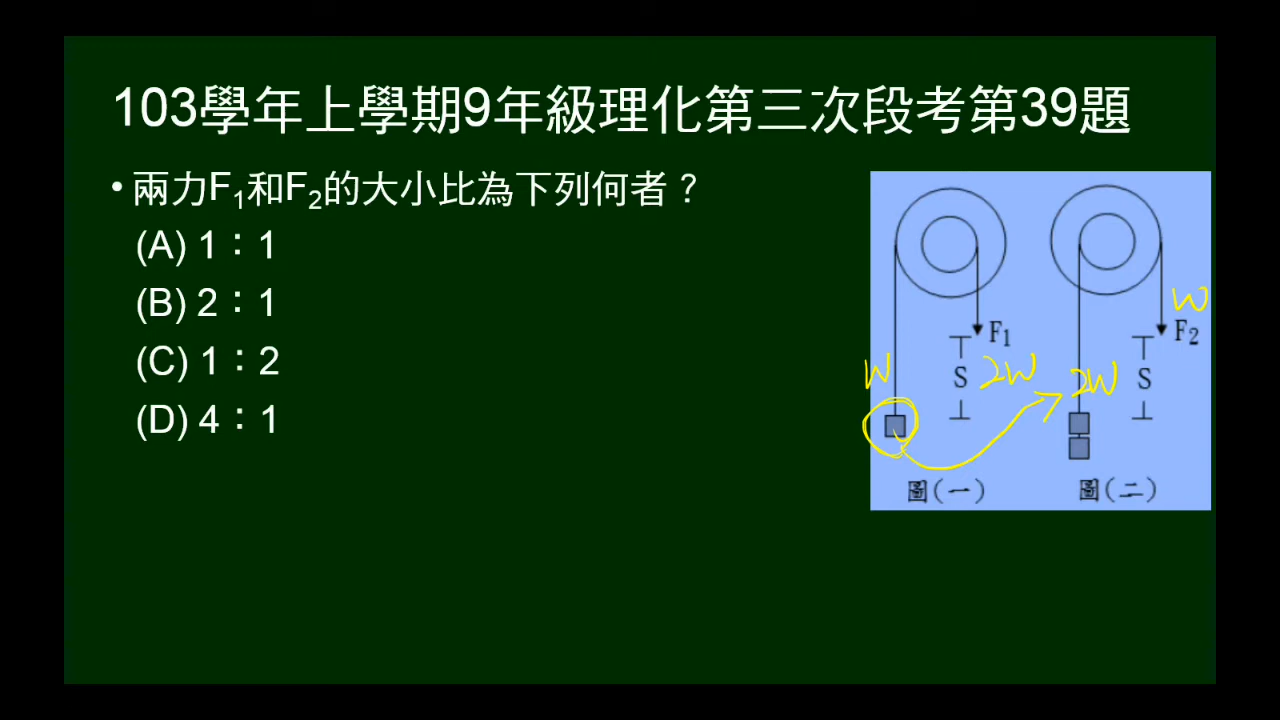 103學年上學期9年級理化第三次段考第39題
• 兩力F₁和F₂的大小比為下列何者？
(A) 1：1
(B) 2：1
(C) 1：2
(D) 4：1
W
F₁
F₂
W
S
2W
2W
S
圖(一)
圖(二)